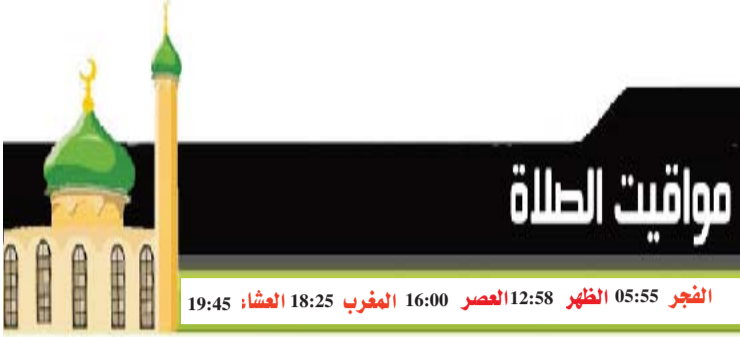 مواقيت الصلاة
الفجر 05:55 الظهر 12:58 العصر 16:00 المغرب 18:25 العشاء 19:45